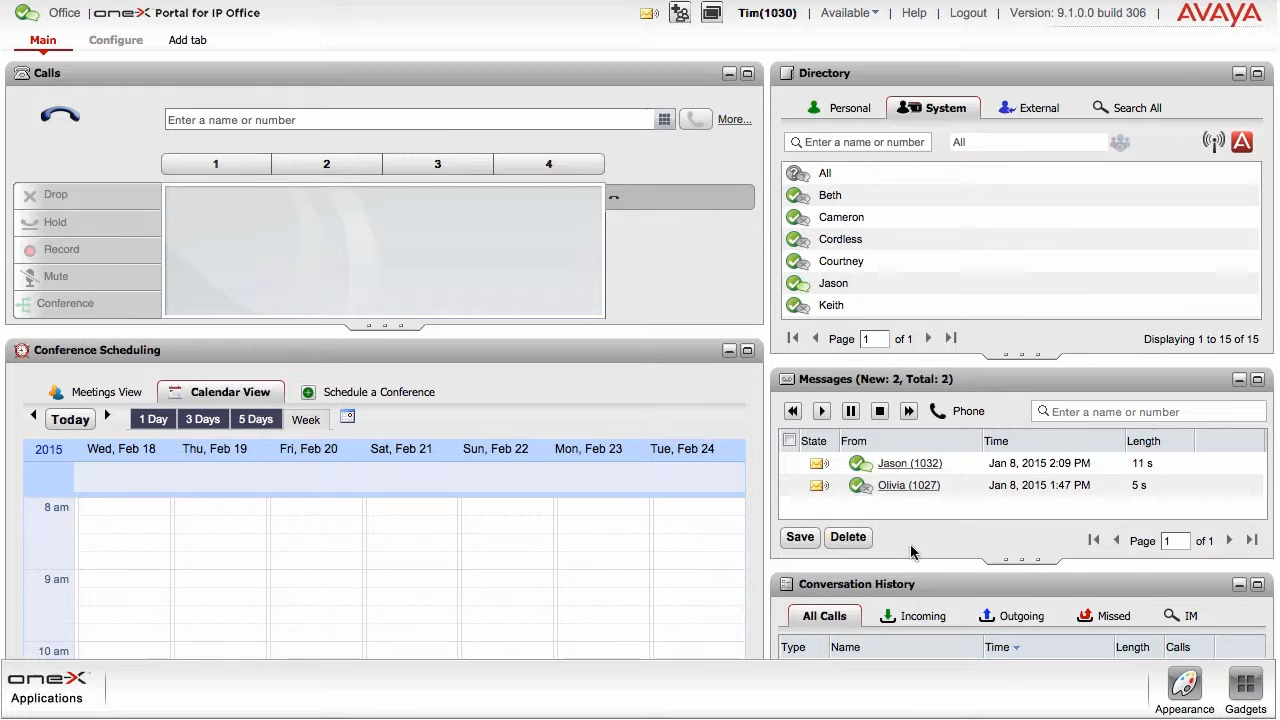 Office one-X Portal for IP Office
Tim(1030) Available Help Logout Version: 9.1.0.0 build 306 AVAYA
Main Configure Add tab
Calls
Enter a name or number More...
1 2 3 4
Drop
Hold
Record
Mute
Conference
Directory
Personal System External Search All
Enter a name or number All
All
Beth
Cameron
Cordless
Courtney
Jason
Keith
Page 1 of 1 Displaying 1 to 15 of 15
Conference Scheduling
Meetings View Calendar View Schedule a Conference
Today 1 Day 3 Days 5 Days Week
2015 Wed, Feb 18 Thu, Feb 19 Fri, Feb 20 Sat, Feb 21 Sun, Feb 22 Mon, Feb 23 Tue, Feb 24
8 am
9 am
10 am
Messages (New: 2, Total: 2)
Phone Enter a name or number
State From Time Length
Jason (1032) Jan 8, 2015 2:09 PM 11 s
Olivia (1027) Jan 8, 2015 1:47 PM 5 s
Save Delete Page 1 of 1
Conversation History
All Calls Incoming Outgoing Missed IM
Type Name Time Length Calls
one-X
Applications
Appearance Gadgets